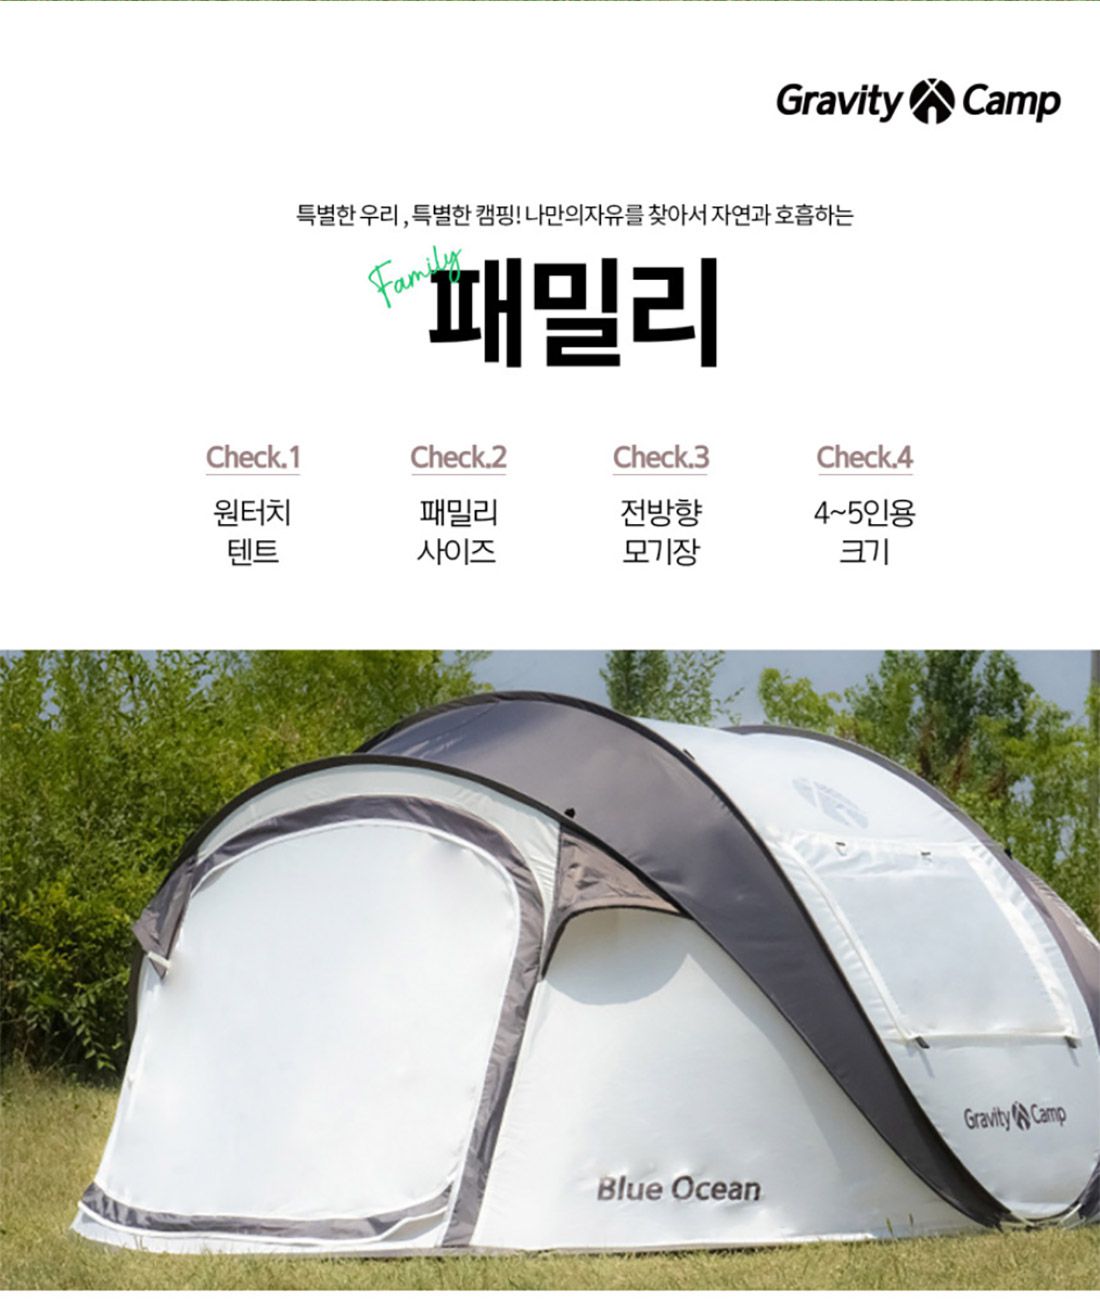 Gravity Camp
특별한 우리 , 특별한 캠핑! 나만의자유를 찾아서 자연과 호흡하는
Family
패밀리
Check.1
원터치
텐트
Check.2
패밀리
사이즈
Check.3
전방향
모기장
Check.4
4~5인용
크기
Gravity Camp
Blue Ocean